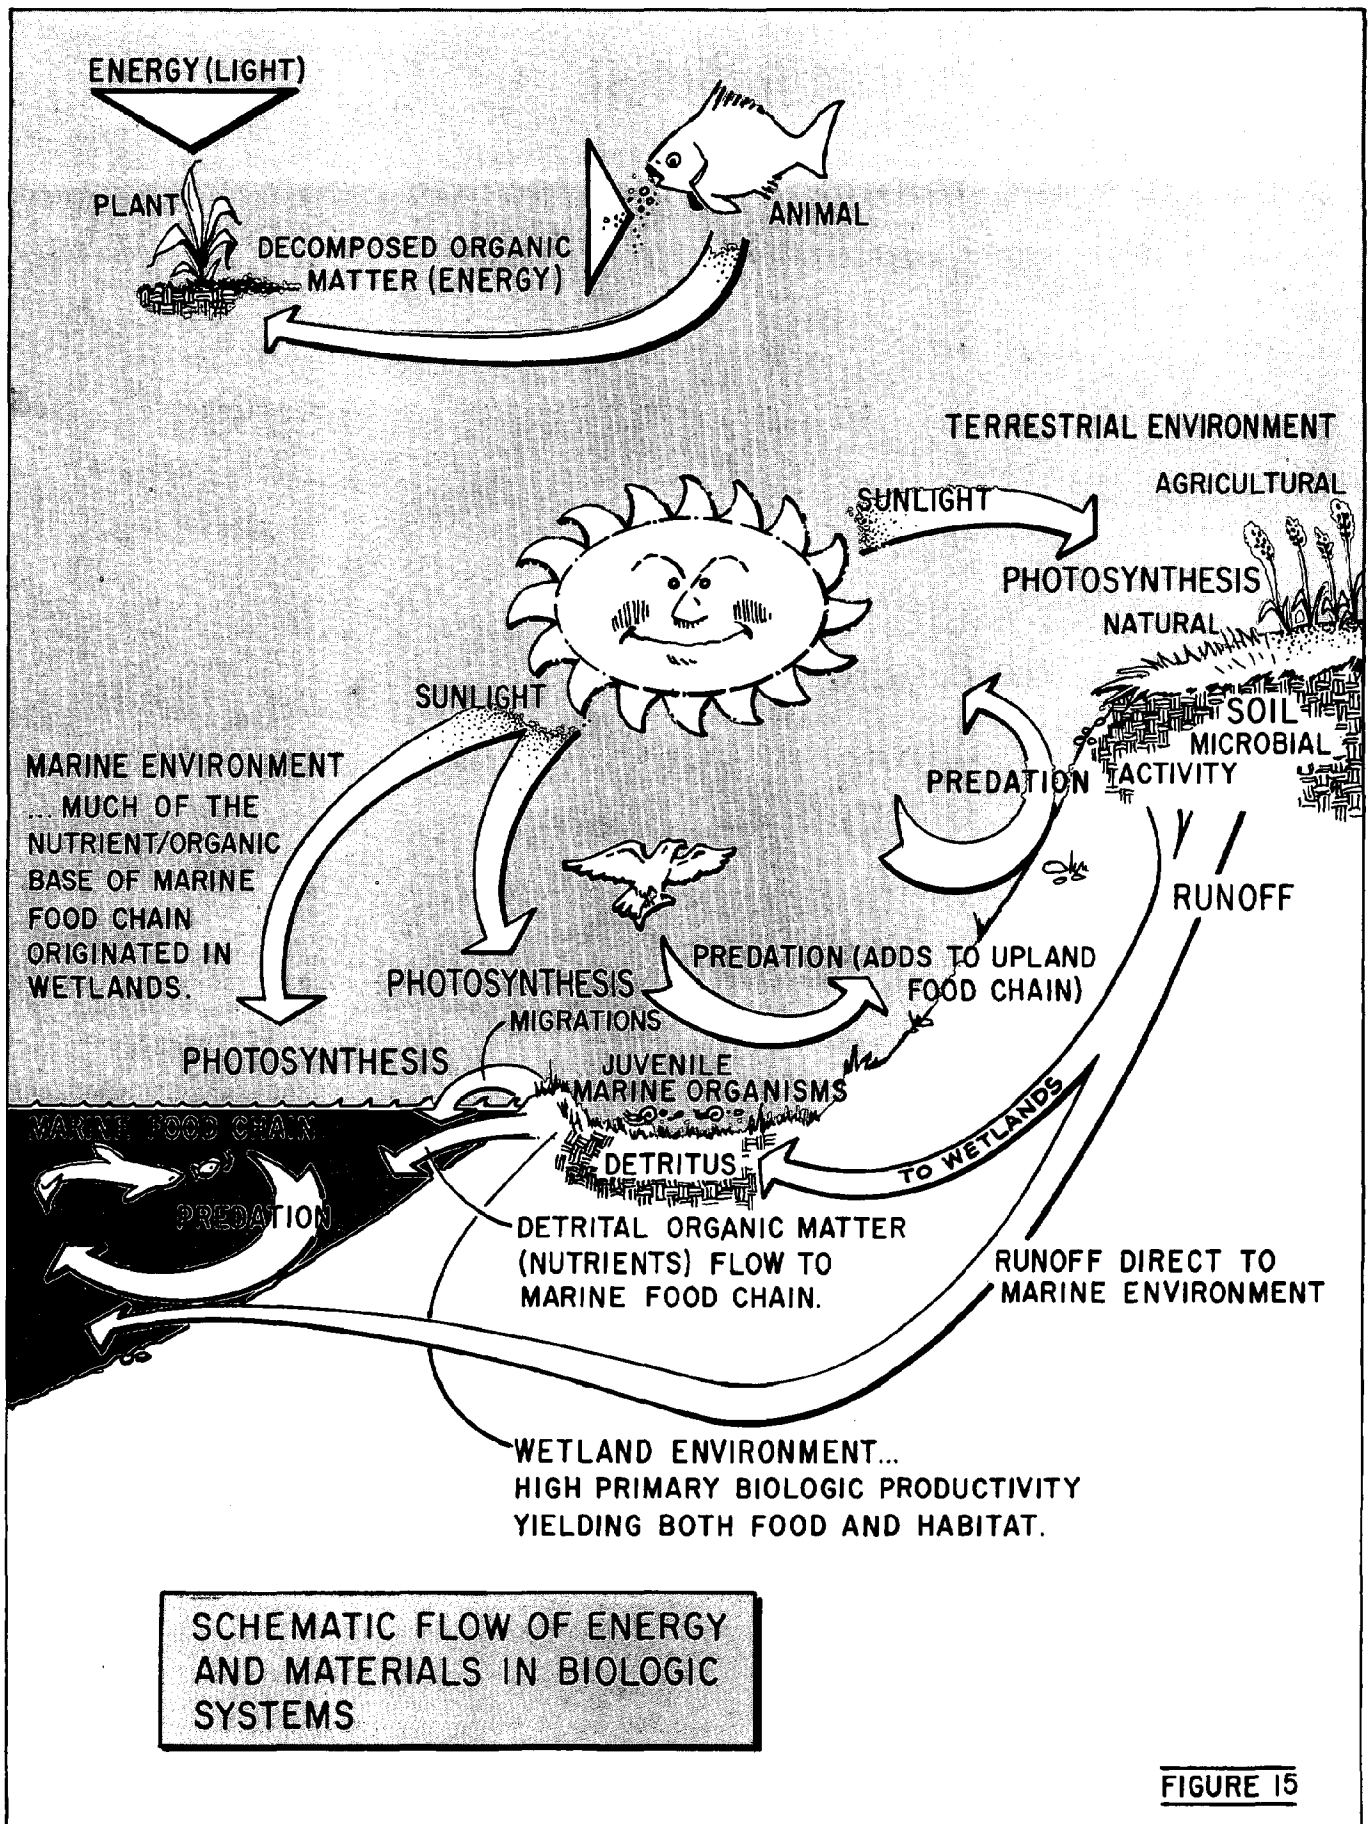 ENERGY (LIGHT)
PLANT
DECOMPOSED ORGANIC
MATTER (ENERGY)
ANIMAL
TERRESTRIAL ENVIRONMENT
AGRICULTURAL
SUNLIGHT
PHOTOSYNTHESIS
NATURAL
SOIL
MICROBIAL
ACTIVITY
PREDATION
SUNLIGHT
MARINE ENVIRONMENT
... MUCH OF THE
NUTRIENT/ORGANIC
BASE OF MARINE
FOOD CHAIN
ORIGINATED IN
WETLANDS.
RUNOFF
PREDATION (ADDS TO UPLAND
FOOD CHAIN)
PHOTOSYNTHESIS
MIGRATIONS
PHOTOSYNTHESIS
JUVENILE
MARINE ORGANISMS
MARINE FOOD CHAIN
PREDATION
DETRITUS
TO WETLANDS
DETRITAL ORGANIC MATTER
(NUTRIENTS) FLOW TO
MARINE FOOD CHAIN.
RUNOFF DIRECT TO
MARINE ENVIRONMENT
WETLAND ENVIRONMENT...
HIGH PRIMARY BIOLOGIC PRODUCTIVITY
YIELDING BOTH FOOD AND HABITAT.
SCHEMATIC FLOW OF ENERGY
AND MATERIALS IN BIOLOGIC
SYSTEMS
FIGURE 15